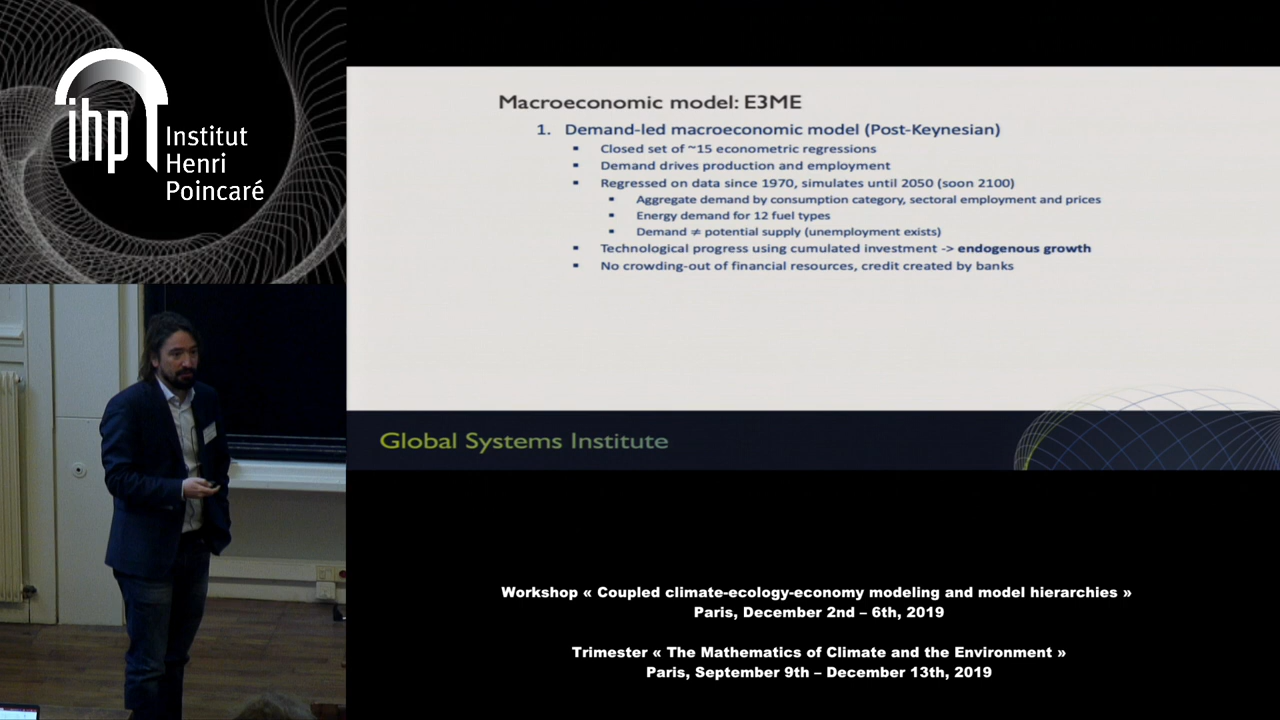 ihp
Institut
Henri
Poincaré
Macroeconomic model: E3ME
1. Demand-led macroeconomic model (Post-Keynesian)
▪ Closed set of ~15 econometric regressions
▪ Demand drives production and employment
▪ Regressed on data since 1970, simulates until 2050 (soon 2100)
▪ Aggregate demand by consumption category, sectoral employment and prices
▪ Energy demand for 12 fuel types
▪ Demand ≠ potential supply (unemployment exists)
▪ Technological progress using cumulated investment -> endogenous growth
▪ No crowding-out of financial resources, credit created by banks
Global Systems Institute
Workshop « Coupled climate-ecology-economy modeling and model hierarchies »
Paris, December 2nd – 6th, 2019
Trimester « The Mathematics of Climate and the Environment »
Paris, September 9th – December 13th, 2019